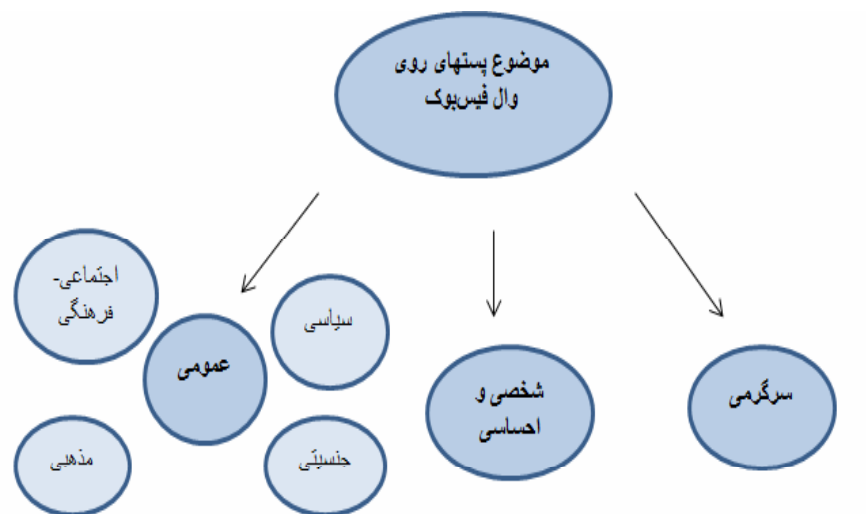 موضوع پستهای روی
وال فیس‌بوک
اجتماعی-
فرهنگی
سیاسی
عمومی
مذهبی
جنسیتی
شخصی و
احساسی
سرگرمی